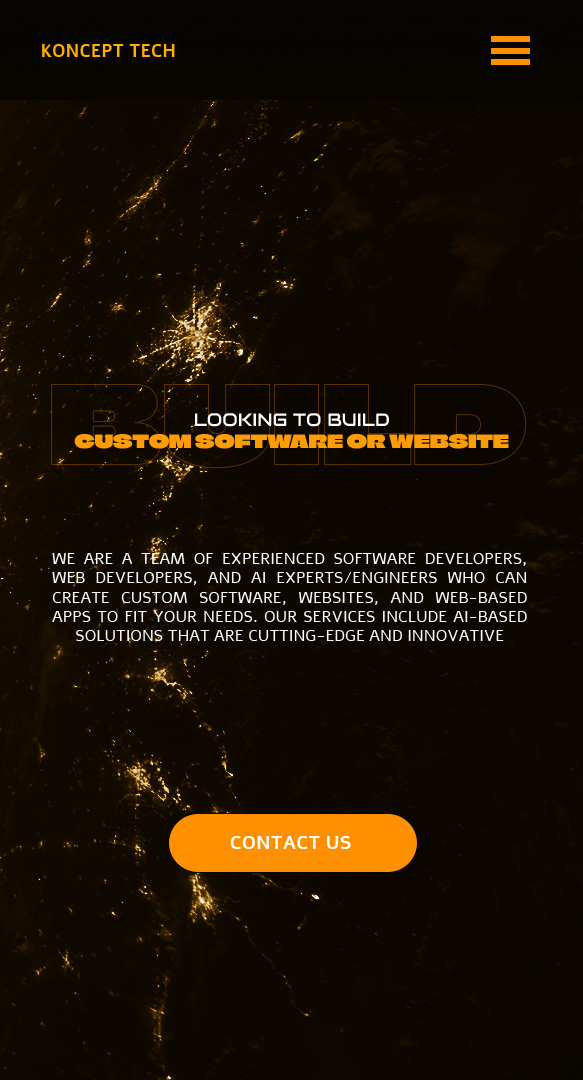 KONCEPT TECH
BUILD
LOOKING TO BUILD
CUSTOM SOFTWARE OR WEBSITE
WE ARE A TEAM OF EXPERIENCED SOFTWARE DEVELOPERS,
WEB DEVELOPERS, AND AI EXPERTS/ENGINEERS WHO CAN
CREATE CUSTOM SOFTWARE, WEBSITES, AND WEB-BASED
APPS TO FIT YOUR NEEDS. OUR SERVICES INCLUDE AI-BASED
SOLUTIONS THAT ARE CUTTING-EDGE AND INNOVATIVE
CONTACT US